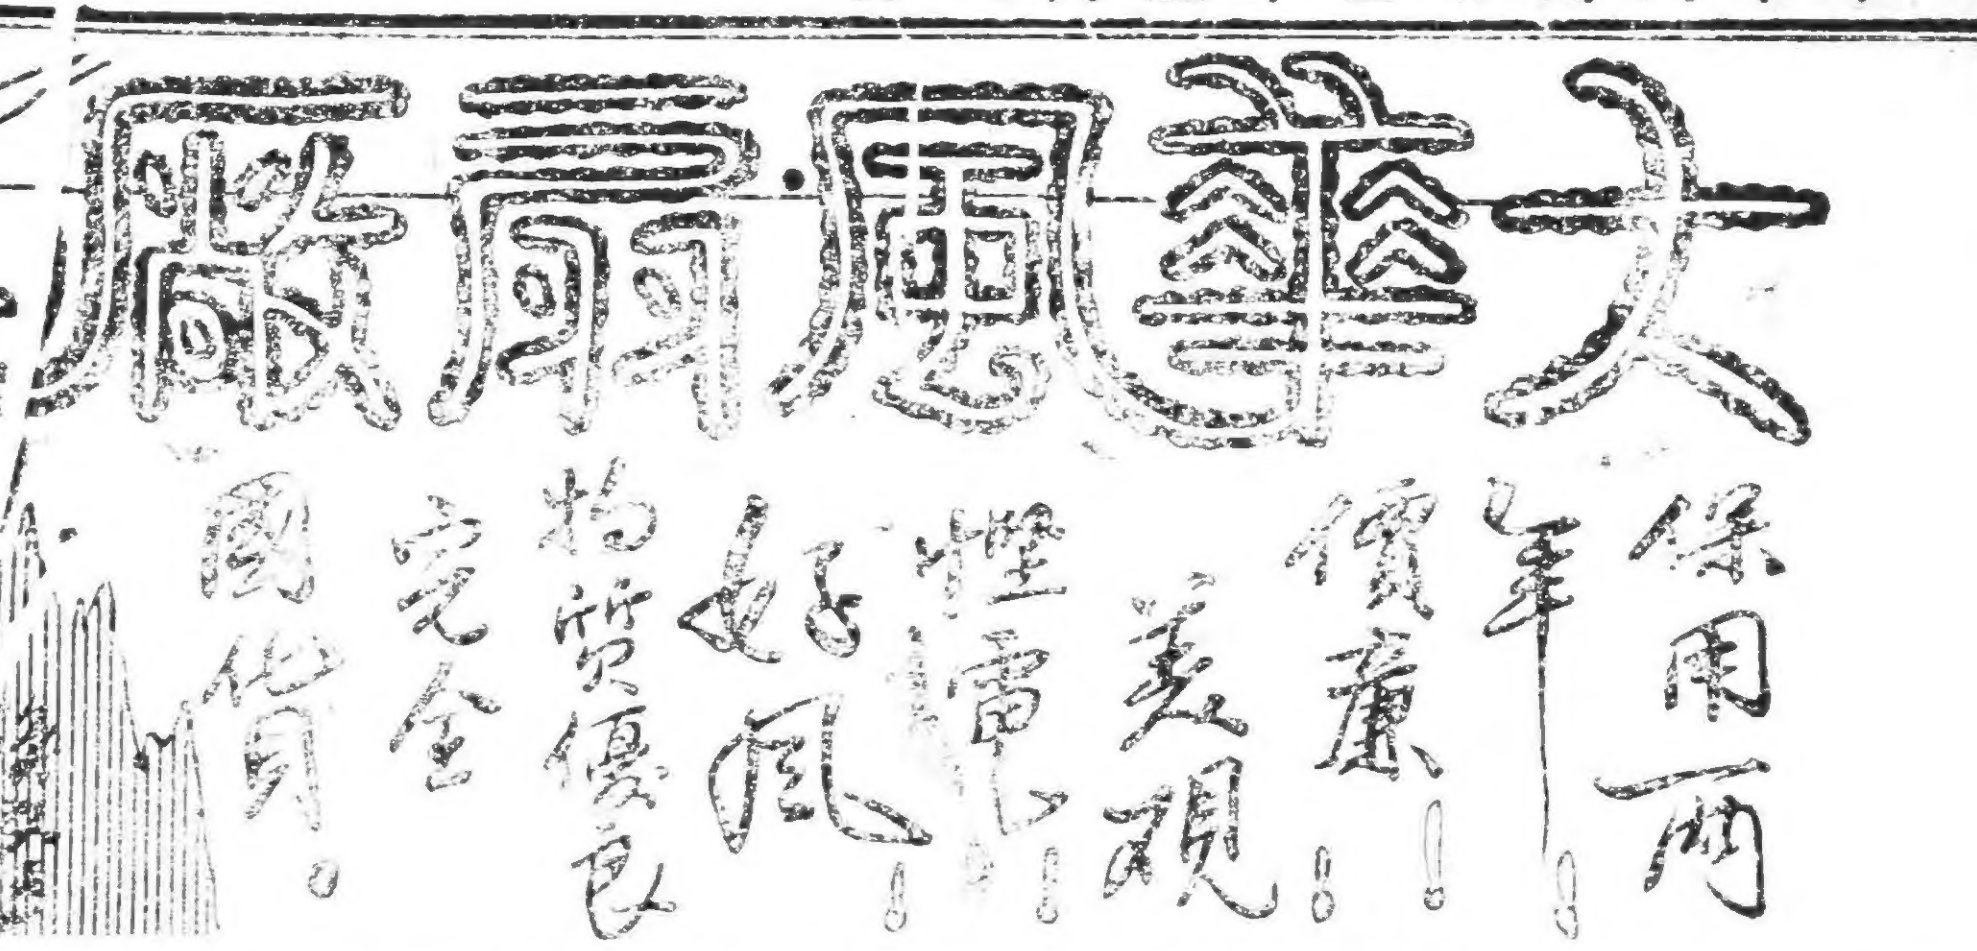 大華風扇廠
保用兩
年！
價廉！
美觀！
慳電！
好風！
物質優良
完全
國貨。